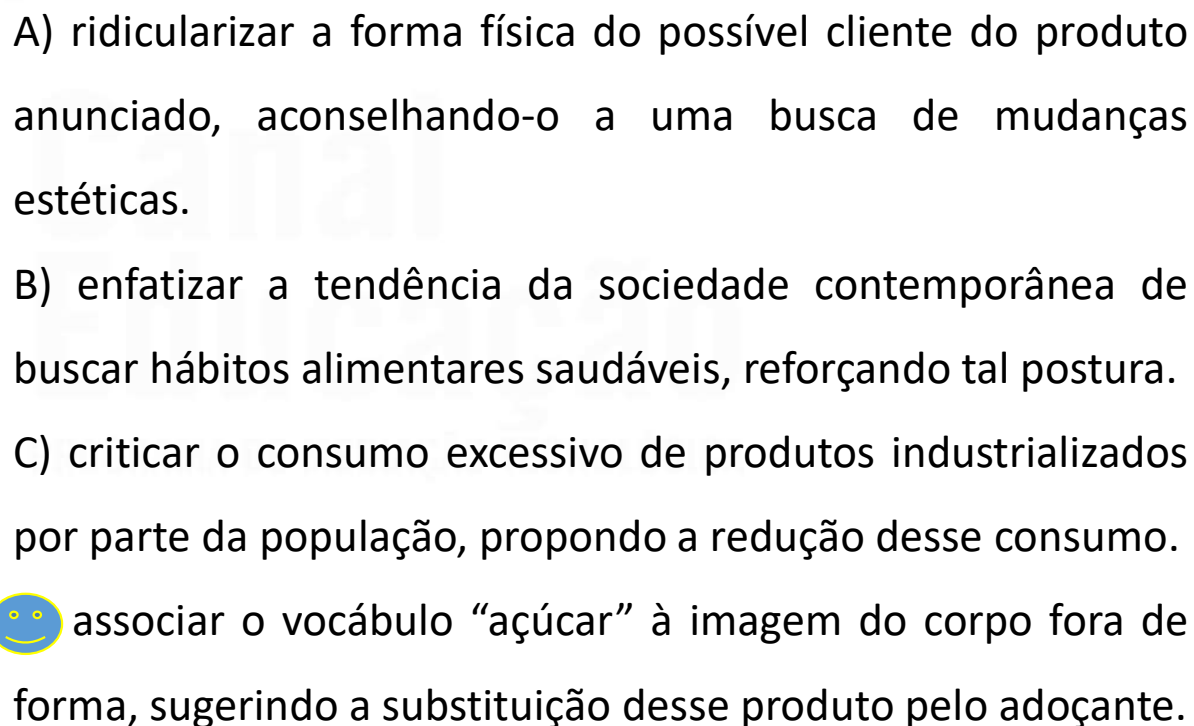 A) ridicularizar a forma física do possível cliente do produto
anunciado, aconselhando-o a uma busca de mudanças
estéticas.
B) enfatizar a tendência da sociedade contemporânea de
buscar hábitos alimentares saudáveis, reforçando tal postura.
C) criticar o consumo excessivo de produtos industrializados
por parte da população, propondo a redução desse consumo.
associar o vocábulo “açúcar” à imagem do corpo fora de
forma, sugerindo a substituição desse produto pelo adoçante.
Canal
Educação